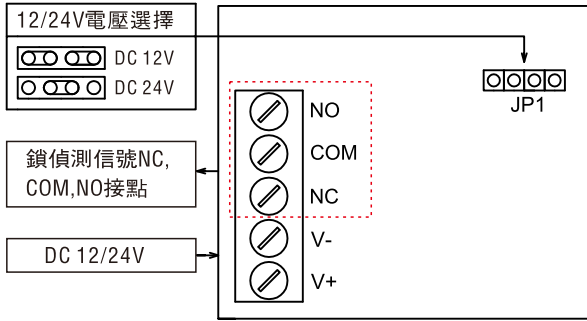 12/24V電壓選擇
DC 12V
DC 24V
JP1
NO
鎖偵測信號NC,
COM,NO接點
COM
NC
DC 12/24V
V-
V+